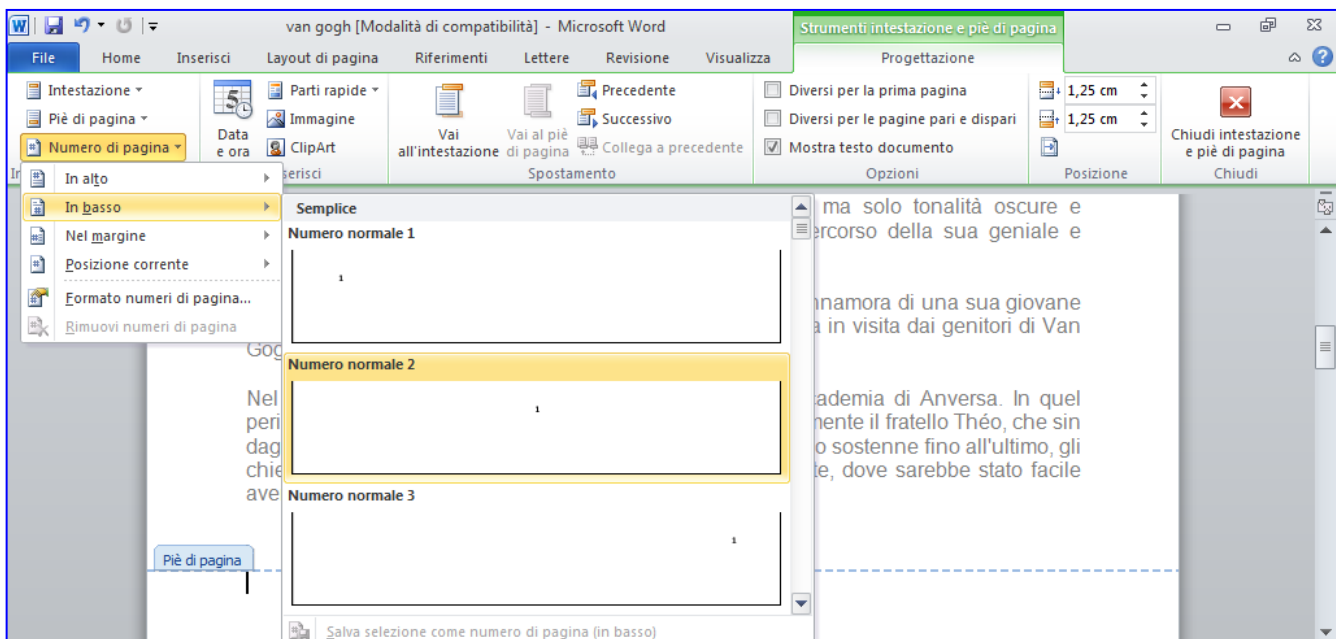 van gogh [Modalità di compatibilità] - Microsoft Word
Strumenti intestazione e piè di pagina
File Home Inserisci Layout di pagina Riferimenti Lettere Revisione Visualizza Progettazione
Intestazione
Piè di pagina
Numero di pagina
Data
e ora
Parti rapide
Immagine
ClipArt
serisci
Vai
all'intestazione
Vai al piè
di pagina
Precedente
Successivo
Collega a precedente
Spostamento
Diversi per la prima pagina
Diversi per le pagine pari e dispari
Mostra testo documento
Opzioni
1,25 cm
1,25 cm
Posizione
Chiudi intestazione
e piè di pagina
Chiudi
In alto
In basso
Nel margine
Posizione corrente
Formato numeri di pagina...
Rimuovi numeri di pagina
Semplice
Numero normale 1
1
Numero normale 2
1
Numero normale 3
1
Salva selezione come numero di pagina (in basso)
ma solo tonalità oscure e
ercorso della sua geniale e
nnamora di una sua giovane
a in visita dai genitori di Van
Gog
Nel
cademia di Anversa. In quel
peri
mente il fratello Théo, che sin
dag
o sostenne fino all'ultimo, gli
chie
te, dove sarebbe stato facile
ave
Piè di pagina